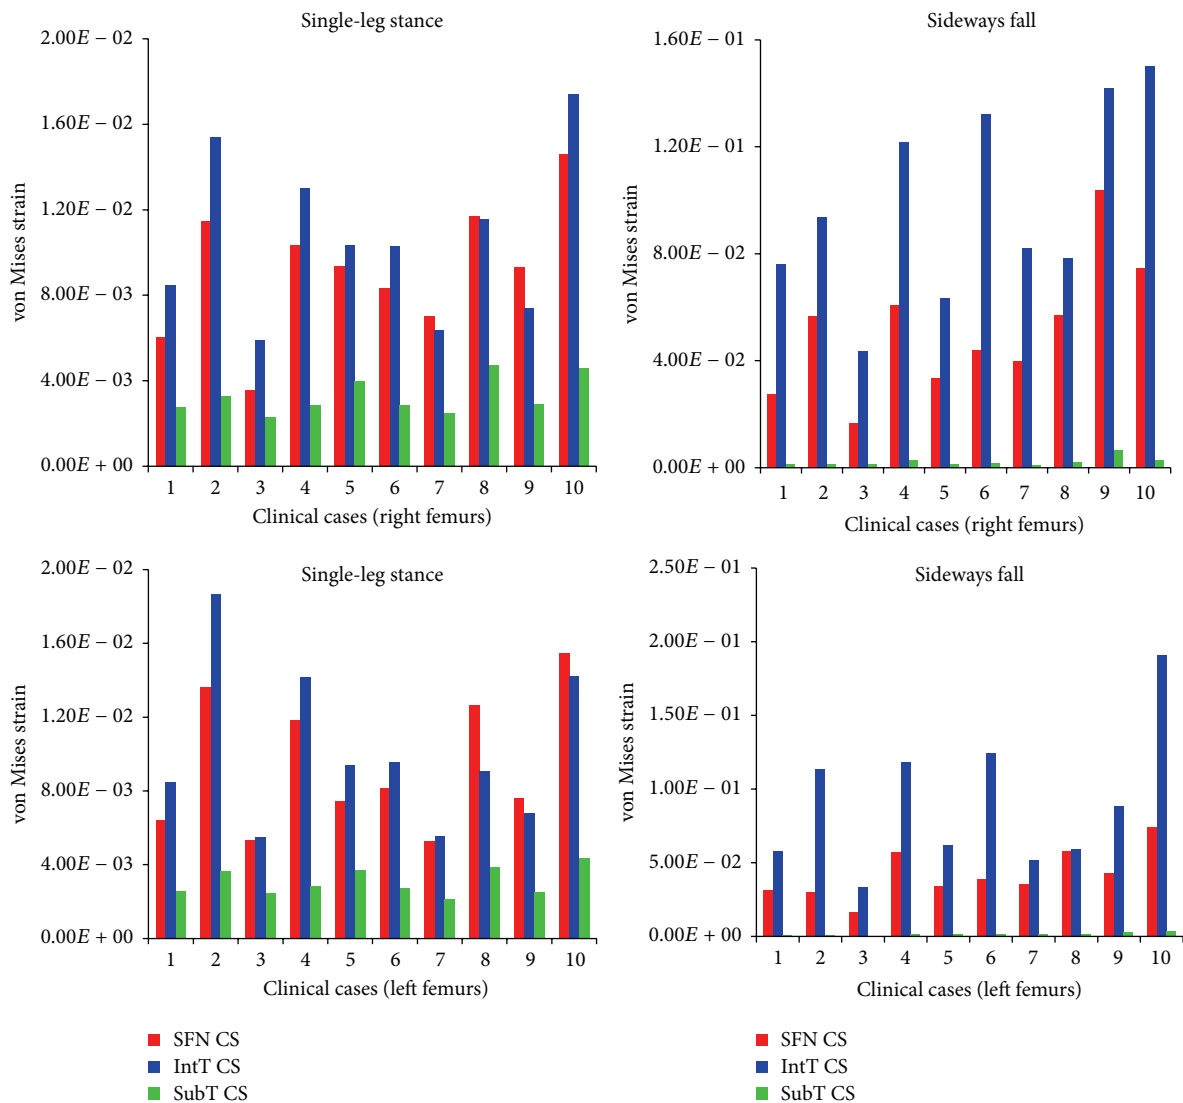 Single-leg stance
2.00E − 02
1.60E − 02
1.20E − 02
8.00E − 03
4.00E − 03
0.00E + 00
von Mises strain
1 2 3 4 5 6 7 8 9 10
Clinical cases (right femurs)
Sideways fall
1.60E − 01
1.20E − 01
8.00E − 02
4.00E − 02
0.00E + 00
von Mises strain
1 2 3 4 5 6 7 8 9 10
Clinical cases (right femurs)
Single-leg stance
2.00E − 02
1.60E − 02
1.20E − 02
8.00E − 03
4.00E − 03
0.00E + 00
von Mises strain
1 2 3 4 5 6 7 8 9 10
Clinical cases (left femurs)
SFN CS
IntT CS
SubT CS
Sideways fall
2.50E − 01
2.00E − 01
1.50E − 01
1.00E − 01
5.00E − 02
0.00E + 00
von Mises strain
1 2 3 4 5 6 7 8 9 10
Clinical cases (left femurs)
SFN CS
IntT CS
SubT CS